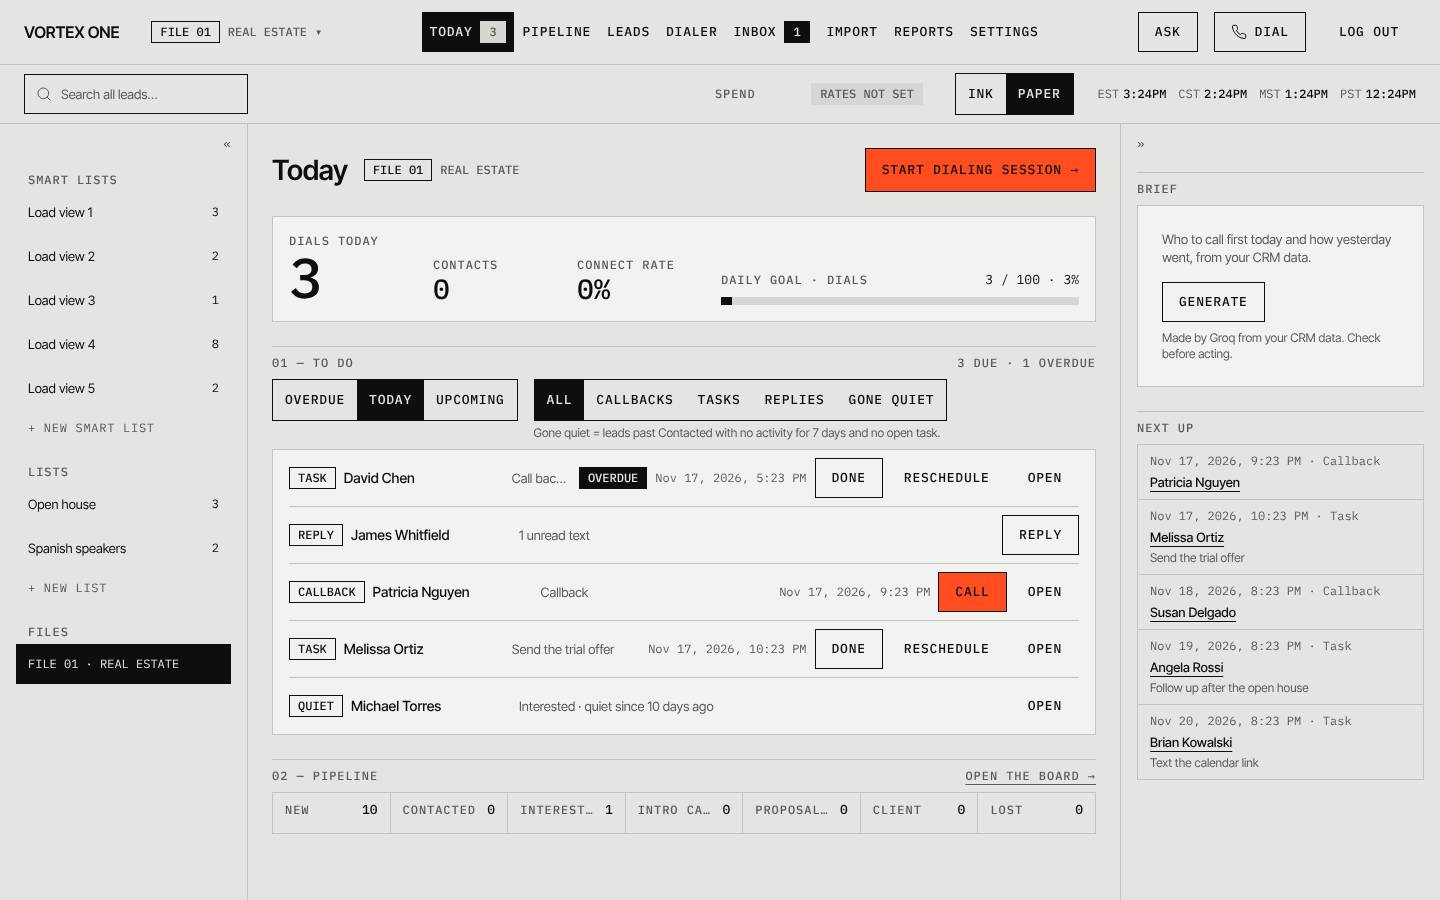 VORTEX ONE
FILE 01 REAL ESTATE ▾
TODAY 3 PIPELINE LEADS DIALER INBOX 1 IMPORT REPORTS SETTINGS
ASK DIAL LOG OUT
Search all leads...
SPEND RATES NOT SET INK PAPER EST 3:24PM CST 2:24PM MST 1:24PM PST 12:24PM
«
SMART LISTS
Load view 1 3
Load view 2 2
Load view 3 1
Load view 4 8
Load view 5 2
+ NEW SMART LIST
LISTS
Open house 3
Spanish speakers 2
+ NEW LIST
FILES
FILE 01 · REAL ESTATE
Today FILE 01 REAL ESTATE
START DIALING SESSION →
DIALS TODAY
3
CONTACTS
0
CONNECT RATE
0%
DAILY GOAL · DIALS 3 / 100 · 3%
01 — TO DO 3 DUE · 1 OVERDUE
OVERDUE TODAY UPCOMING ALL CALLBACKS TASKS REPLIES GONE QUIET
Gone quiet = leads past Contacted with no activity for 7 days and no open task.
TASK David Chen Call bac... OVERDUE Nov 17, 2026, 5:23 PM DONE RESCHEDULE OPEN
REPLY James Whitfield 1 unread text REPLY
CALLBACK Patricia Nguyen Callback Nov 17, 2026, 9:23 PM CALL OPEN
TASK Melissa Ortiz Send the trial offer Nov 17, 2026, 10:23 PM DONE RESCHEDULE OPEN
QUIET Michael Torres Interested · quiet since 10 days ago OPEN
02 — PIPELINE OPEN THE BOARD →
NEW 10 CONTACTED 0 INTEREST… 1 INTRO CA… 0 PROPOSAL… 0 CLIENT 0 LOST 0
»
BRIEF
Who to call first today and how yesterday
went, from your CRM data.
GENERATE
Made by Groq from your CRM data. Check
before acting.
NEXT UP
Nov 17, 2026, 9:23 PM · Callback
Patricia Nguyen
Nov 17, 2026, 10:23 PM · Task
Melissa Ortiz
Send the trial offer
Nov 18, 2026, 8:23 PM · Callback
Susan Delgado
Nov 19, 2026, 8:23 PM · Task
Angela Rossi
Follow up after the open house
Nov 20, 2026, 8:23 PM · Task
Brian Kowalski
Text the calendar link